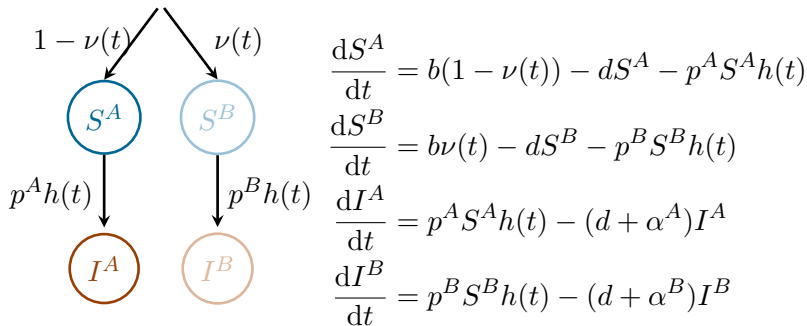 1 − ν(t) ν(t)
S^A S^B
p^A h(t) p^B h(t)
I^A I^B
dS^A/dt = b(1 − ν(t)) − dS^A − p^A S^A h(t)
dS^B/dt = bν(t) − dS^B − p^B S^B h(t)
dI^A/dt = p^A S^A h(t) − (d + α^A)I^A
dI^B/dt = p^B S^B h(t) − (d + α^B)I^B